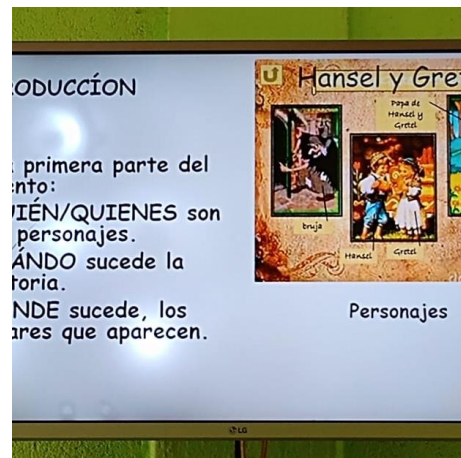 RODUCCÍON
primera parte del
ento:
IÉN/QUIENES son
personajes.
ÁNDO sucede la
toria.
NDE sucede, los
ares que aparecen.
Hansel y Gre
Papa de
Hansel y
Gretel
bruja
Hansel
Gretel
Personajes
LG